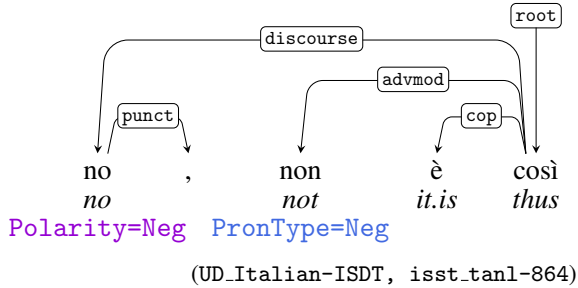 root
discourse
advmod
punct
cop
no , non è così
no not it.is thus
Polarity=Neg PronType=Neg
(UD_Italian-ISDT, isst_tanl-864)